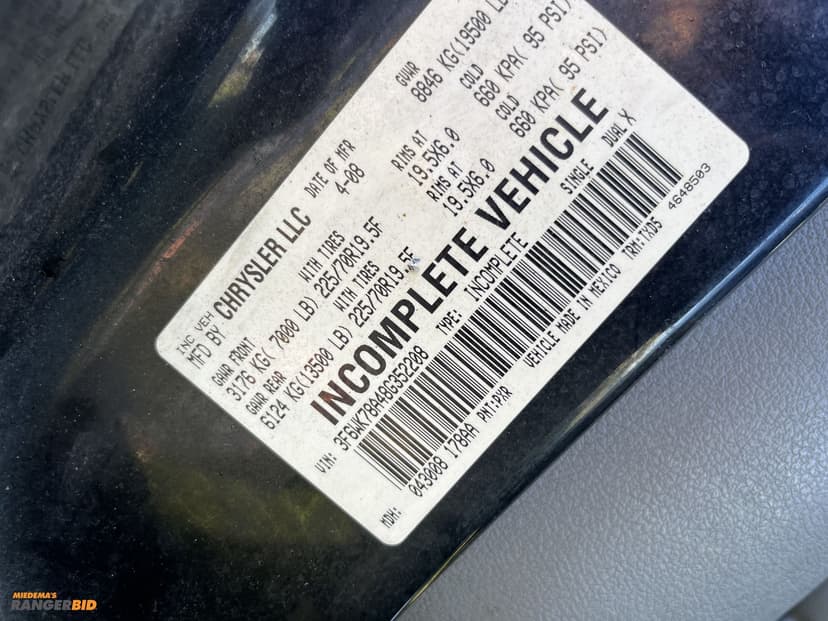 INC VEH
MFD BY CHRYSLER LLC DATE OF MFR 4-08 GVWR 8846 KG(19500 LB
GAWR FRONT WITH TIRES RIMS AT COLD
3176 KG( 7000 LB) 225/70R19.5F 19.5X6.0 660 KPA( 95 PSI)
GAWR REAR WITH TIRES RIMS AT COLD
6124 KG(13500 LB) 225/70R19.5F 19.5X6.0 660 KPA( 95 PSI)
INCOMPLETE VEHICLE
VIN: 3F6WK78A48G352208 TYPE: INCOMPLETE SINGLE DUAL X
MDH: 043008 178AA PNT:PXR VEHICLE MADE IN MEXICO TRM:TXD5 4648503
MIEDEMA'S
RANGERBID